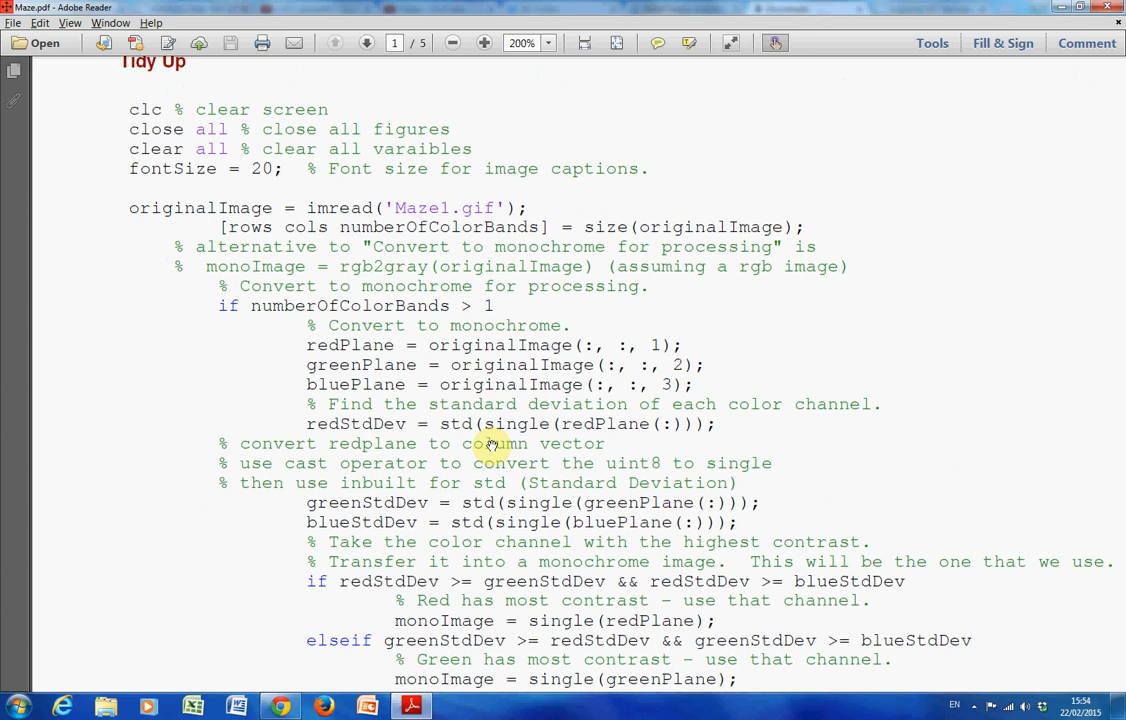 Maze.pdf - Adobe Reader
File Edit View Window Help
Open 1 / 5 200% Tools Fill & Sign Comment
Tidy Up
clc % clear screen
close all % close all figures
clear all % clear all varaibles
fontSize = 20; % Font size for image captions.
originalImage = imread('Maze1.gif');
[rows cols numberOfColorBands] = size(originalImage);
% alternative to "Convert to monochrome for processing" is
% monoImage = rgb2gray(originalImage) (assuming a rgb image)
% Convert to monochrome for processing.
if numberOfColorBands > 1
% Convert to monochrome.
redPlane = originalImage(:, :, 1);
greenPlane = originalImage(:, :, 2);
bluePlane = originalImage(:, :, 3);
% Find the standard deviation of each color channel.
redStdDev = std(single(redPlane(:)));
% convert redplane to column vector
% use cast operator to convert the uint8 to single
% then use inbuilt for std (Standard Deviation)
greenStdDev = std(single(greenPlane(:)));
blueStdDev = std(single(bluePlane(:)));
% Take the color channel with the highest contrast.
% Transfer it into a monochrome image. This will be the one that we use.
if redStdDev >= greenStdDev && redStdDev >= blueStdDev
% Red has most contrast - use that channel.
monoImage = single(redPlane);
elseif greenStdDev >= redStdDev && greenStdDev >= blueStdDev
% Green has most contrast - use that channel.
monoImage = single(greenPlane);
EN 15:54
22/02/2015